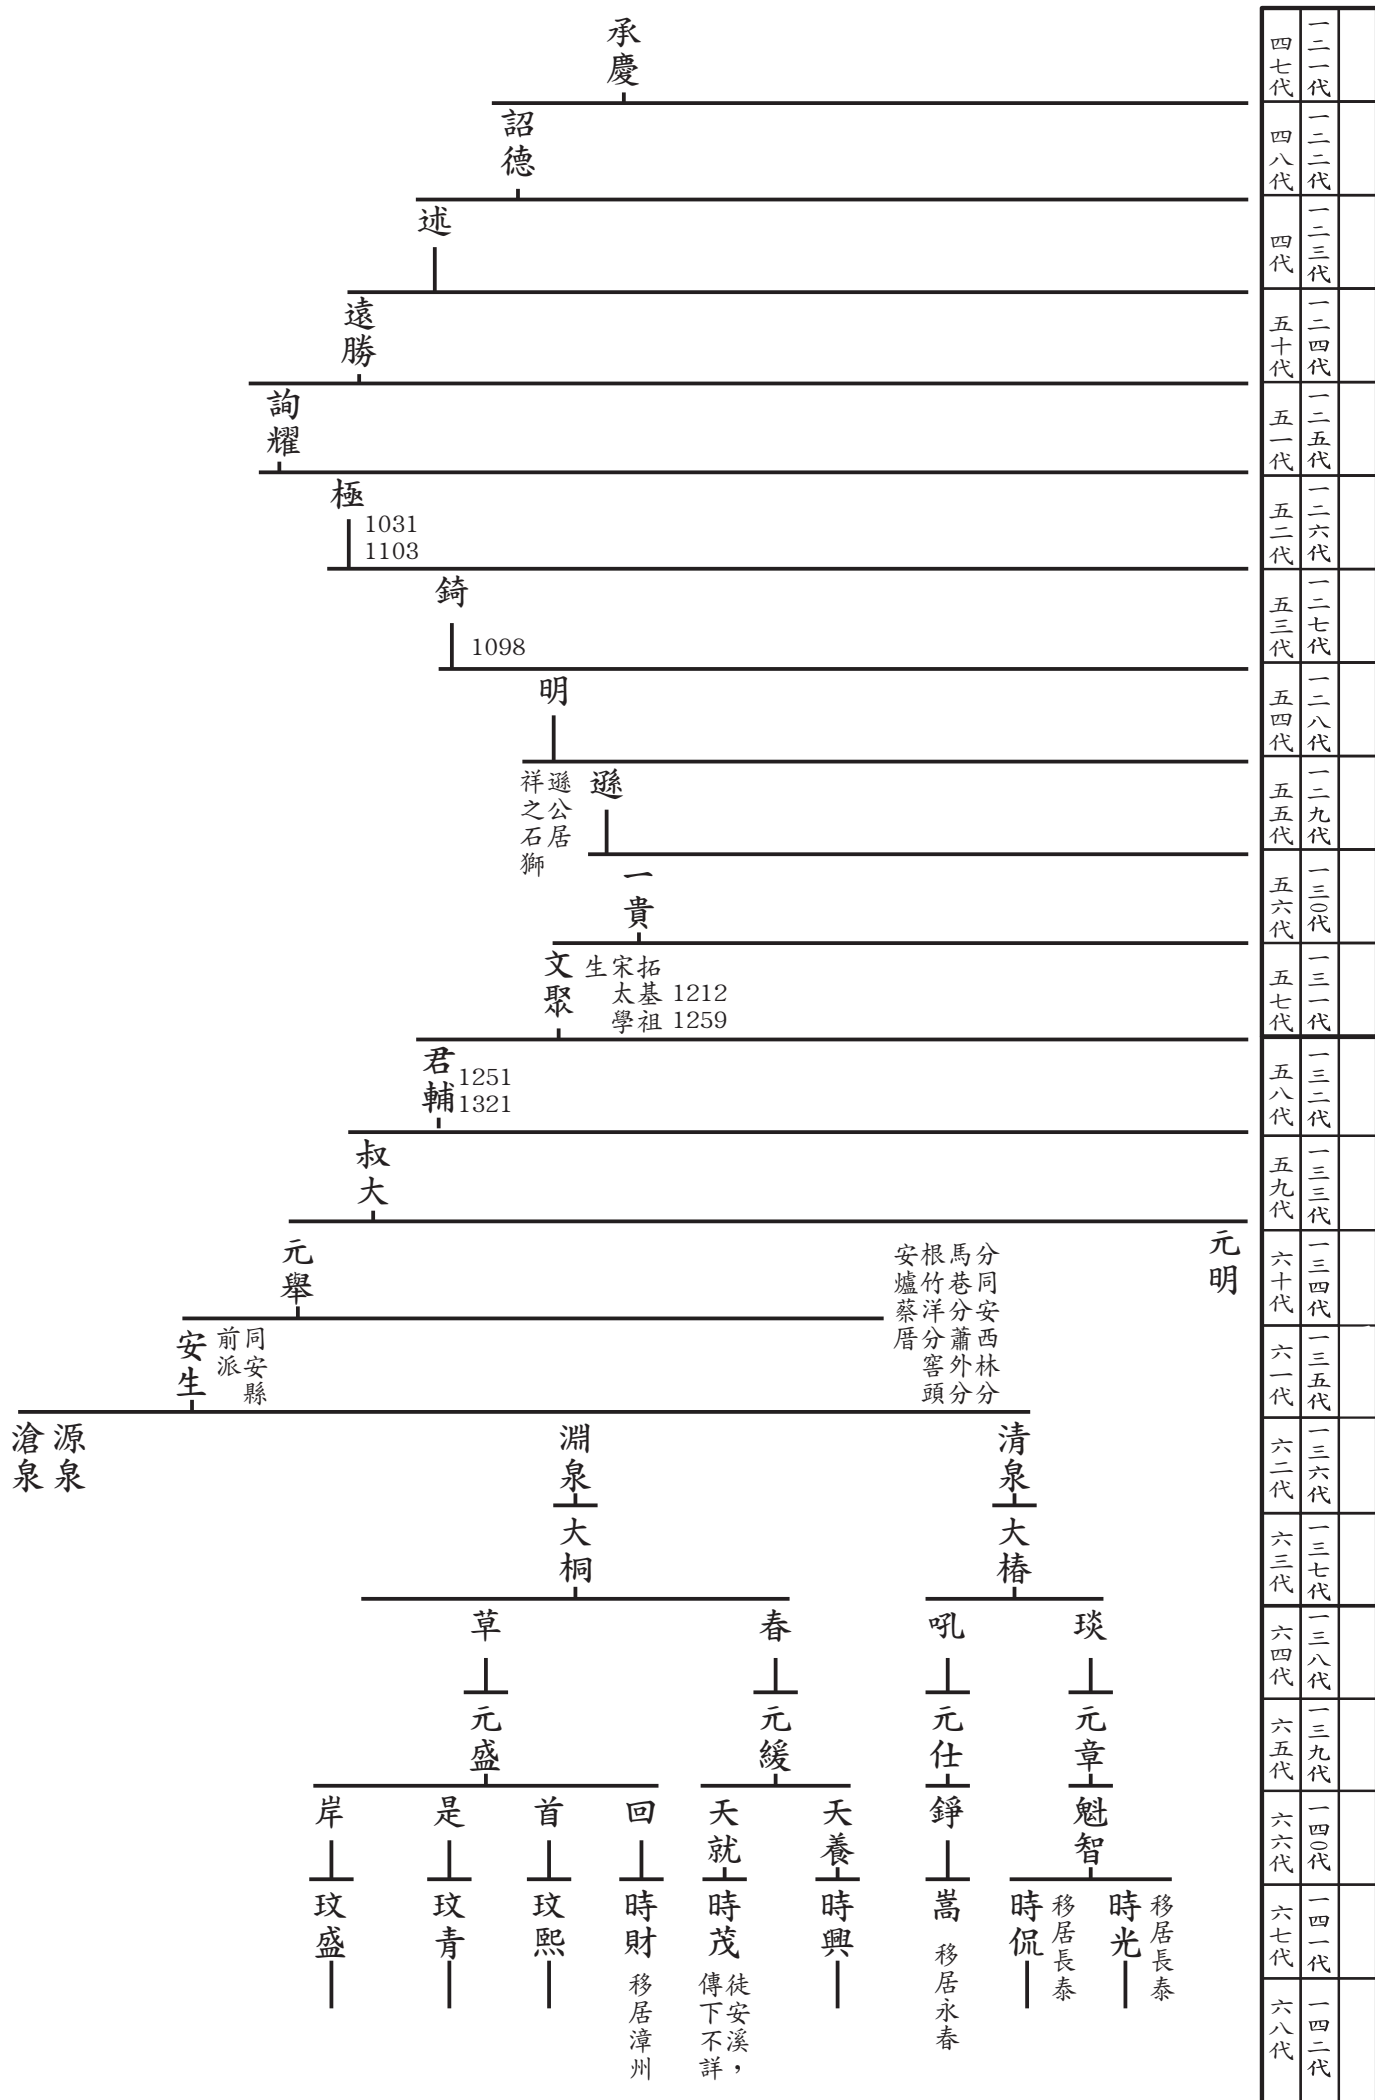 一二一代
四七代
承慶
一二二代
四八代
詔德
一二三代
四代
述
一二四代
五十代
遠勝
一二五代
五一代
詢耀
一二六代
五二代
極
1031
1103
一二七代
五三代
錡
1098
一二八代
五四代
明
一二九代
五五代
遜
遜公居
祥之石獅
一三〇代
五六代
一貴
一三一代
五七代
文聚
拓基祖
宋太學
生
1212
1259
一三二代
五八代
君輔
1251
1321
一三三代
五九代
叔大
一三四代
六十代
元明
分同安西林分
馬巷分蕭外分
根竹洋分窖頭
安爐蔡厝
元舉
一三五代
六一代
安生
同安縣
前派
一三六代
六二代
清泉
淵泉
源泉
滄泉
一三七代
六三代
大椿
大桐
一三八代
六四代
琰
吼
春
草
一三九代
六五代
元章
元仕
元緩
元盛
一四〇代
六六代
魁智
錚
天養
天就
回
首
是
岸
一四一代
六七代
時光
移居長泰
時侃
移居長泰
嵩
移居永春
時興
時茂
徒安溪，
傳下不詳
時財
移居漳州
玟熙
玟青
玟盛
一四二代
六八代